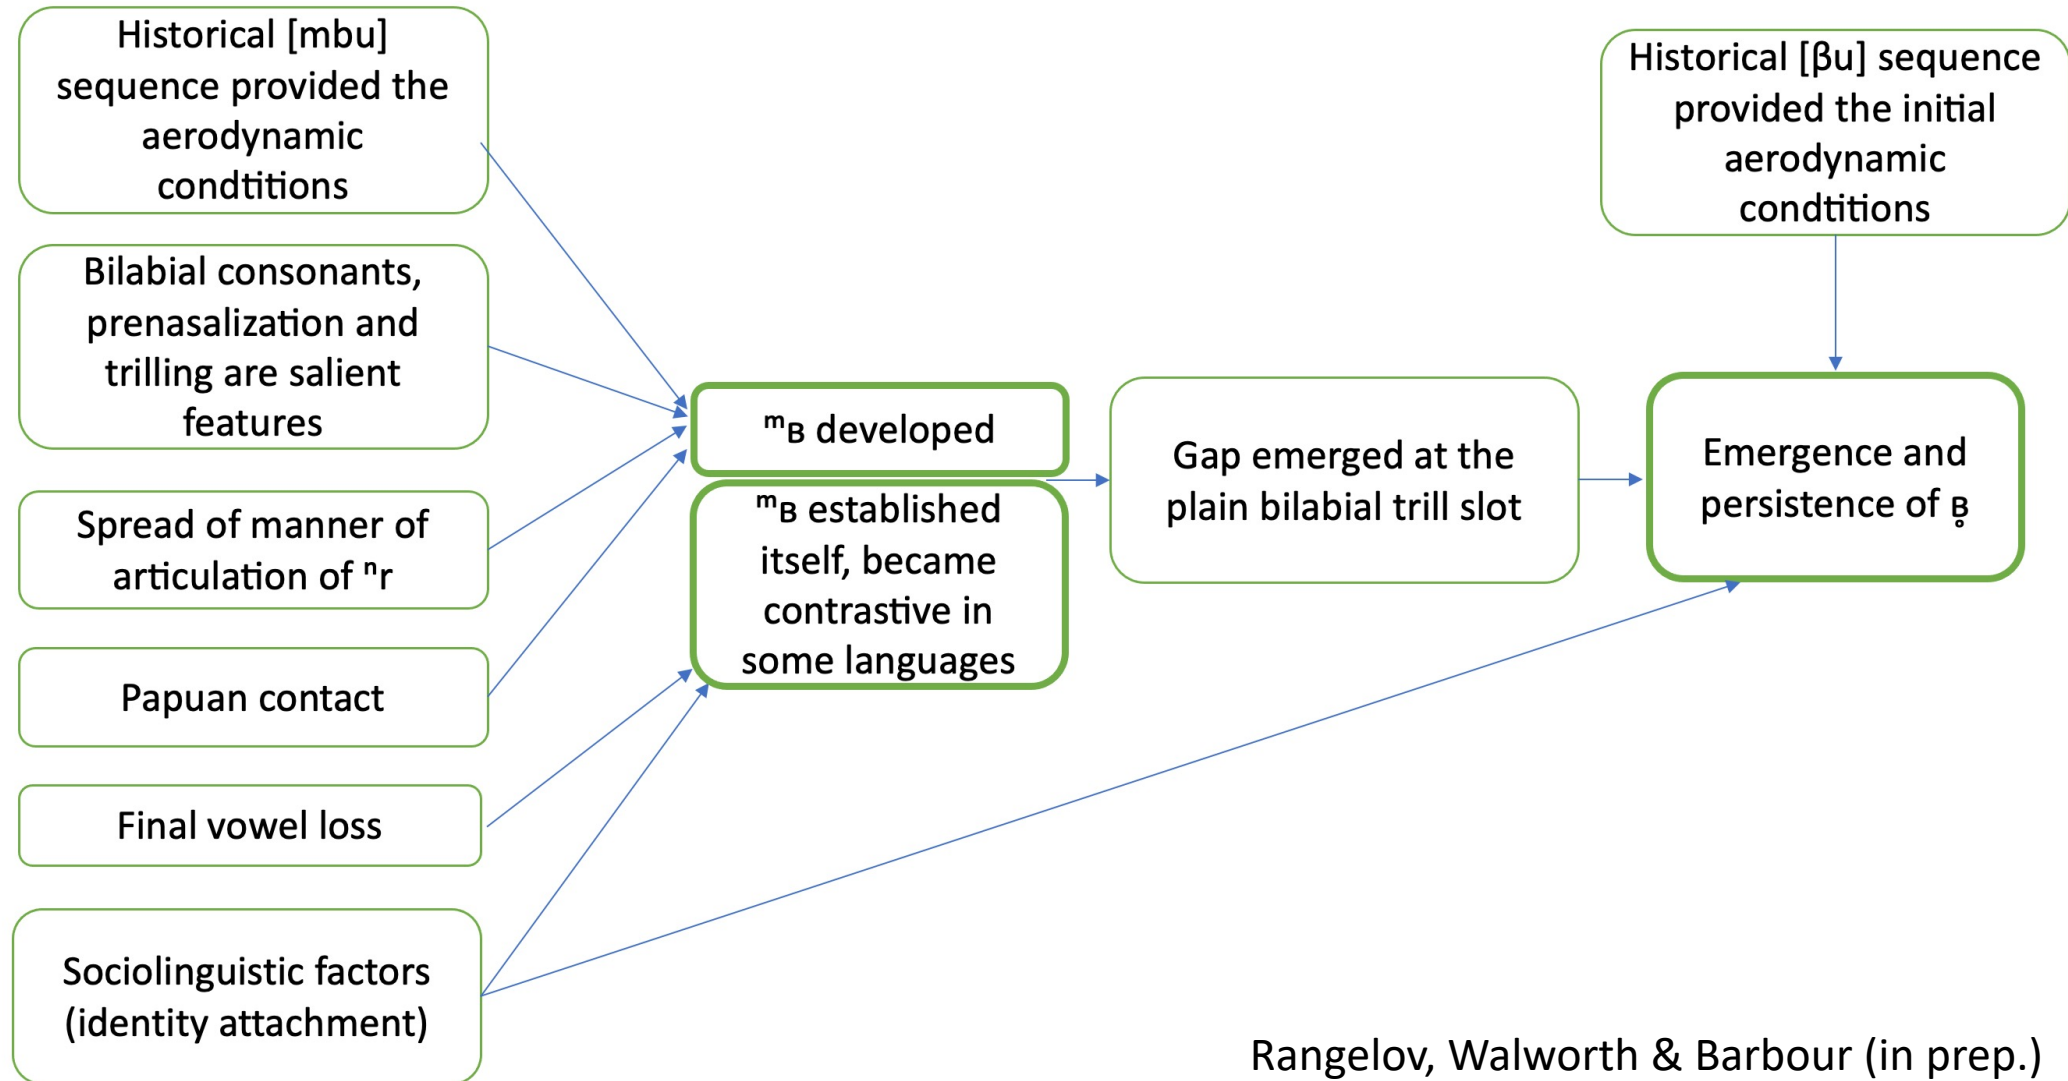 Historical [mbu]
sequence provided the
aerodynamic
condtitions
Bilabial consonants,
prenasalization and
trilling are salient
features
Spread of manner of
articulation of ⁿr
Papuan contact
Final vowel loss
Sociolinguistic factors
(identity attachment)
ᵐʙ developed
ᵐʙ established
itself, became
contrastive in
some languages
Gap emerged at the
plain bilabial trill slot
Historical [βu] sequence
provided the initial
aerodynamic
condtitions
Emergence and
persistence of ʙ̥
Rangelov, Walworth & Barbour (in prep.)